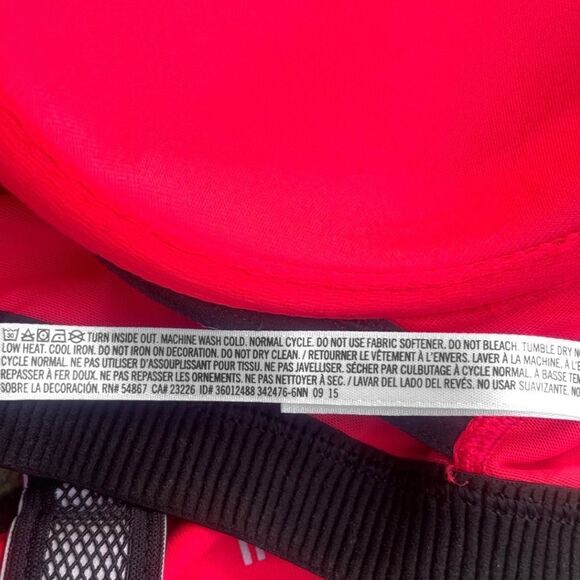 TURN INSIDE OUT. MACHINE WASH COLD. NORMAL CYCLE. DO NOT USE FABRIC SOFTENER. DO NOT BLEACH. TUMBLE DRY
LOW HEAT. COOL IRON. DO NOT IRON ON DECORATION. DO NOT DRY CLEAN. / RETOURNER LE VÊTEMENT À L'ENVERS. LAVER À LA MACHINE, À
CYCLE NORMAL. NE PAS UTILISER D'ASSOUPLISSANT POUR TISSU. NE PAS JAVELLISER. SÉCHER PAR CULBUTAGE À CYCLE NORMAL, À BASSE
REPASSER À FER DOUX. NE PAS REPASSER LES ORNEMENTS. NE PAS NETTOYER À SEC. / LAVAR DEL LADO DEL REVÉS. NO USAR SUAVIZANTE.
SOBRE LA DECORACIÓN. RN# 54867 CA# 23226 ID# 36012488 342476-6NN 09 15